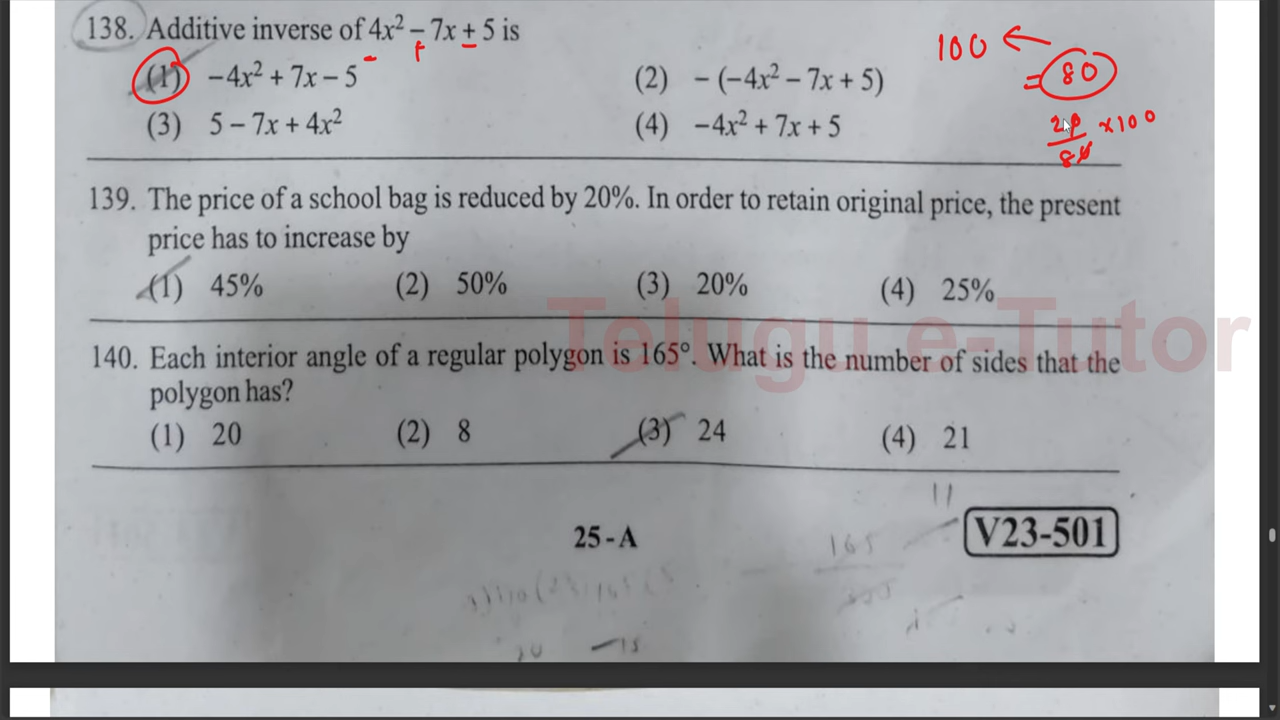 138. Additive inverse of 4x² – 7x + 5 is
(1) –4x² + 7x – 5
(2) – (–4x² – 7x + 5)
(3) 5 – 7x + 4x²
(4) –4x² + 7x + 5
100 ← 80
=
20/80 × 100
139. The price of a school bag is reduced by 20%. In order to retain original price, the present
price has to increase by
(1) 45%
(2) 50%
(3) 20%
(4) 25%
Telugu e-Tutor
140. Each interior angle of a regular polygon is 165°. What is the number of sides that the
polygon has?
(1) 20
(2) 8
(3) 24
(4) 21
11
25 - A
V23-501
165